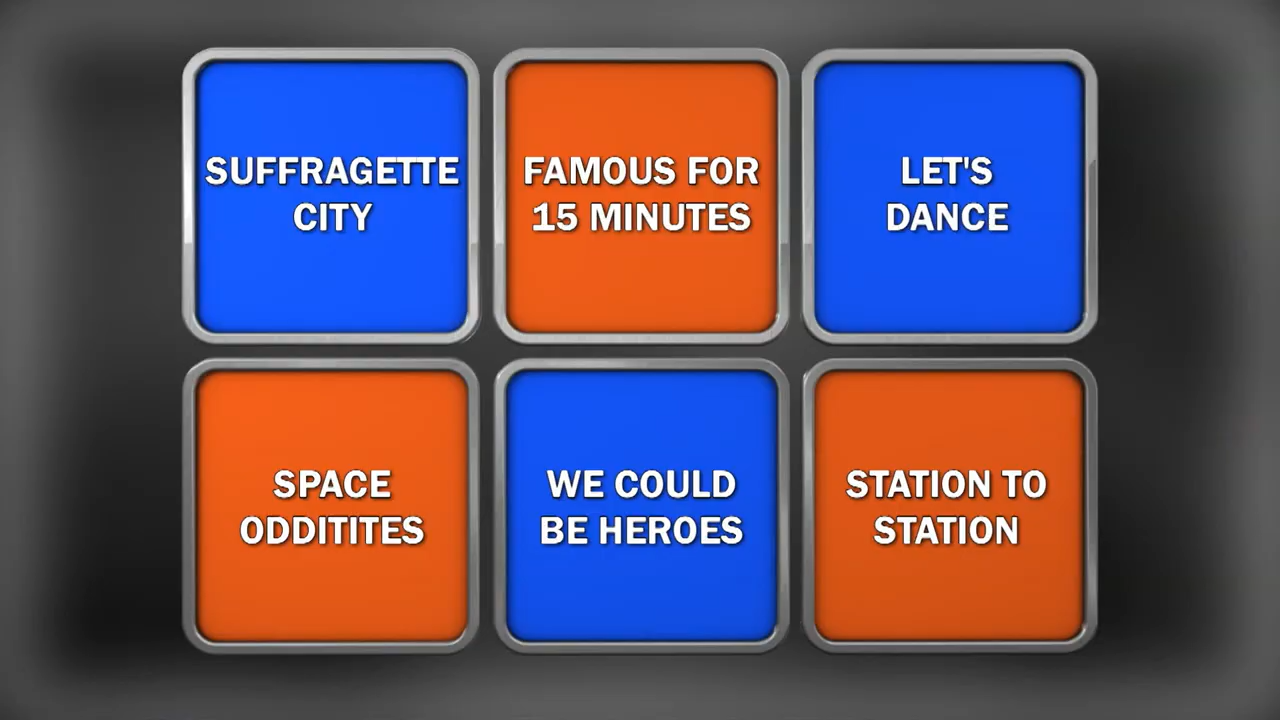 SUFFRAGETTE
CITY
FAMOUS FOR
15 MINUTES
LET'S
DANCE
SPACE
ODDITITES
WE COULD
BE HEROES
STATION TO
STATION